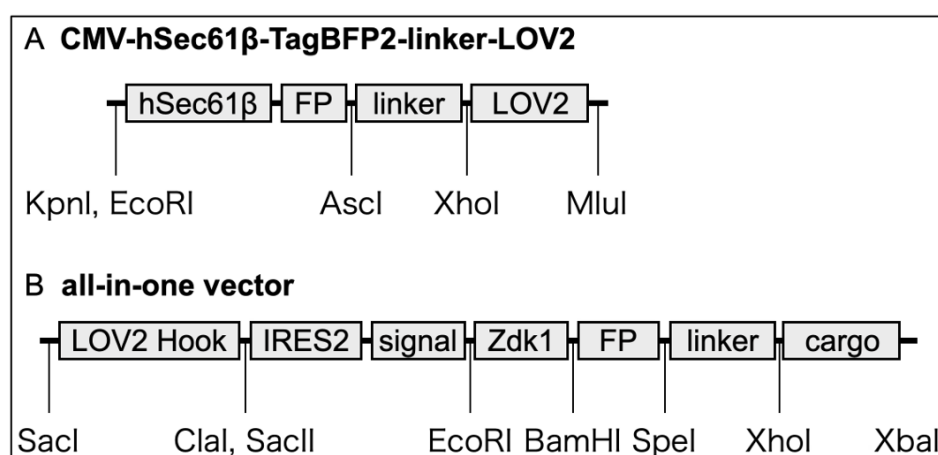 A CMV-hSec61β-TagBFP2-linker-LOV2
hSec61β FP linker LOV2
KpnI, EcoRI AscI XhoI MluI
B all-in-one vector
LOV2 Hook IRES2 signal Zdk1 FP linker cargo
SacI ClaI, SacII EcoRI BamHI SpeI XhoI XbaI